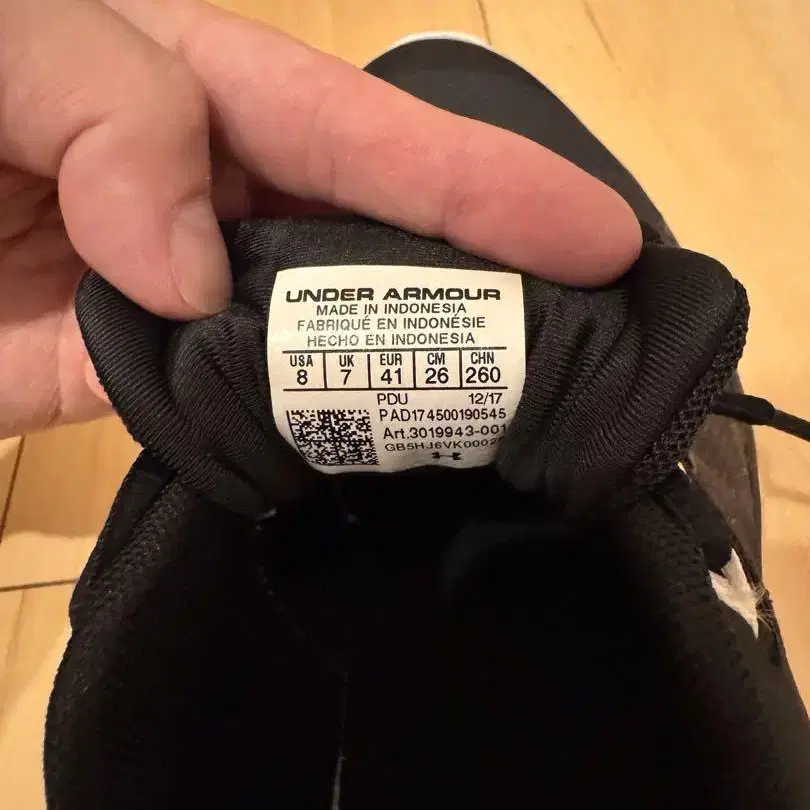 UNDER ARMOUR
MADE IN INDONESIA
FABRIQUÉ EN INDONÉSIE
HECHO EN INDONESIA
USA UK EUR CM CHN
8 7 41 26 260
PDU 12/17
PAD174500190545
Art.3019943-001